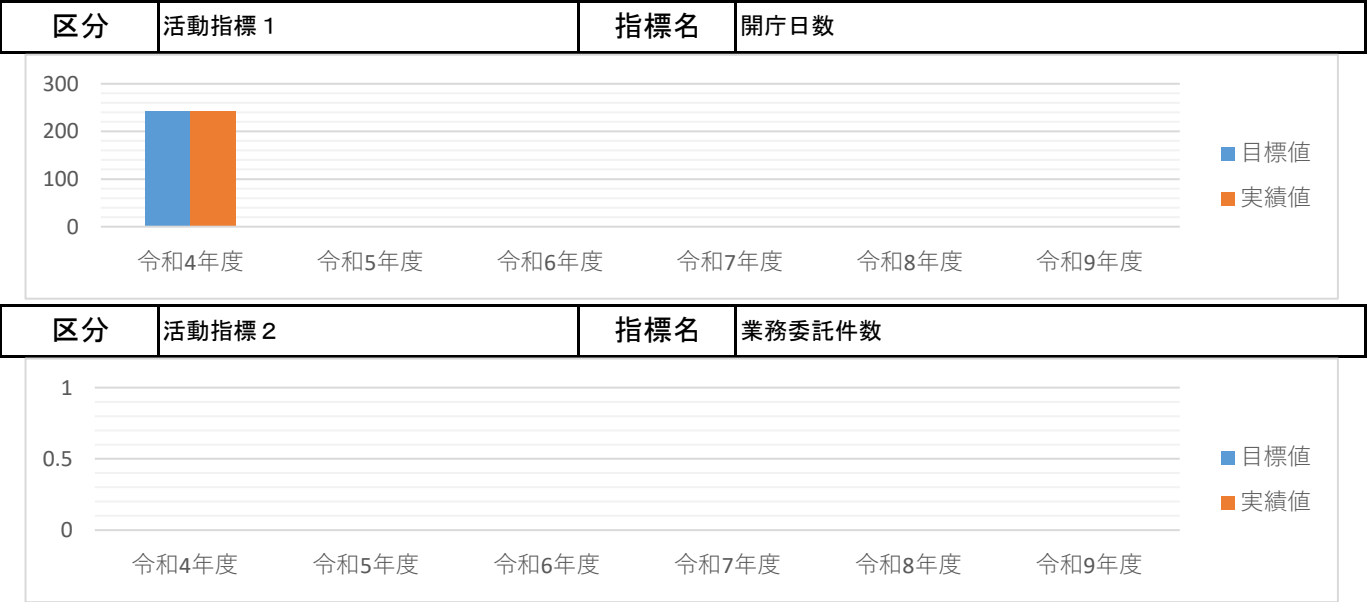 区分 活動指標１ 指標名 開庁日数
300
200
100
0
令和4年度 令和5年度 令和6年度 令和7年度 令和8年度 令和9年度
目標値
実績値
区分 活動指標２ 指標名 業務委託件数
1
0.5
0
令和4年度 令和5年度 令和6年度 令和7年度 令和8年度 令和9年度
目標値
実績値